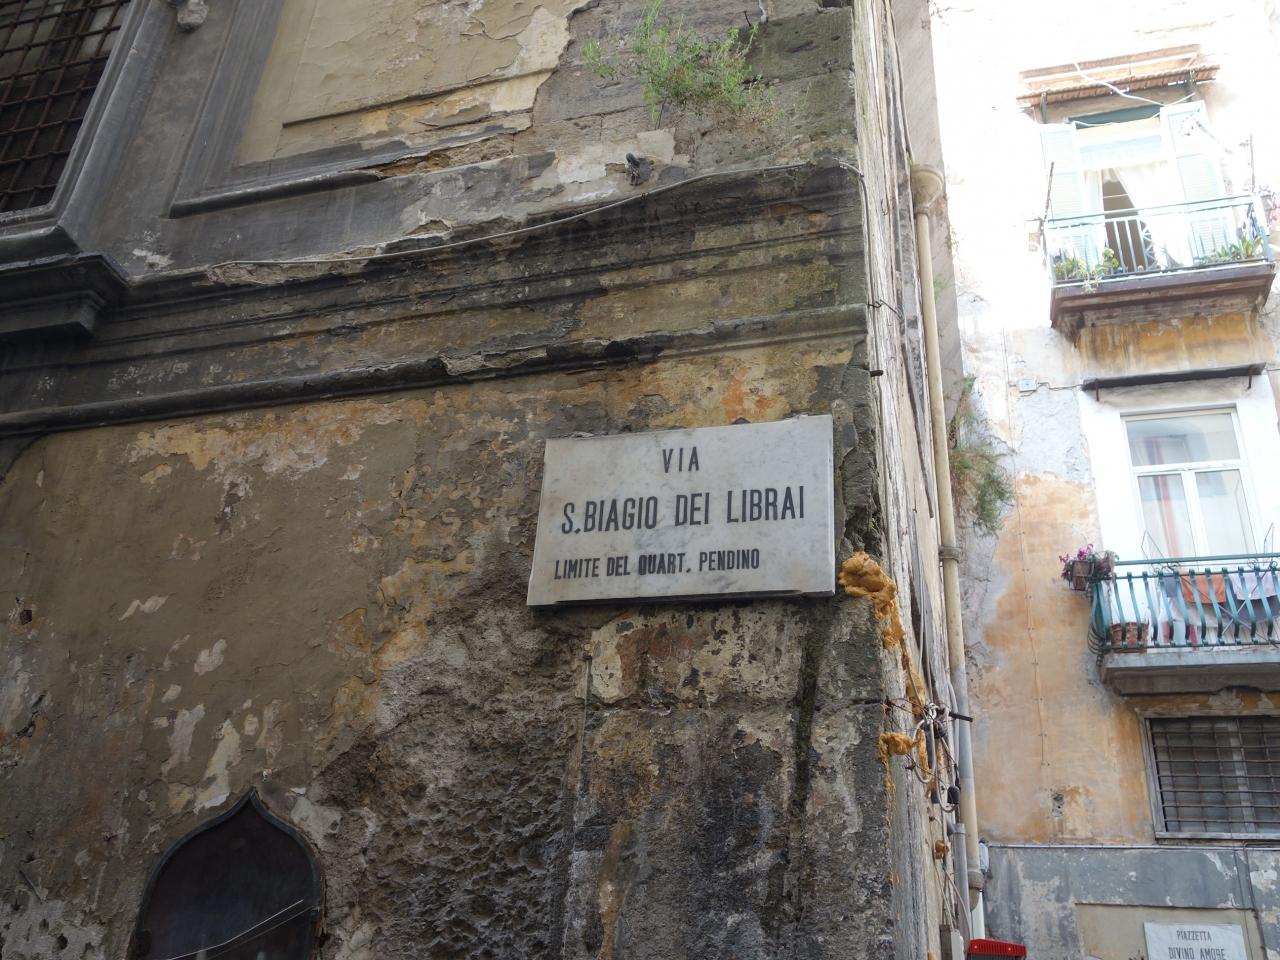 VIA
S. BIAGIO DEI LIBRAI
LIMITE DEL QUART. PENDINO
PIAZZETTA
DIVINO AMORE